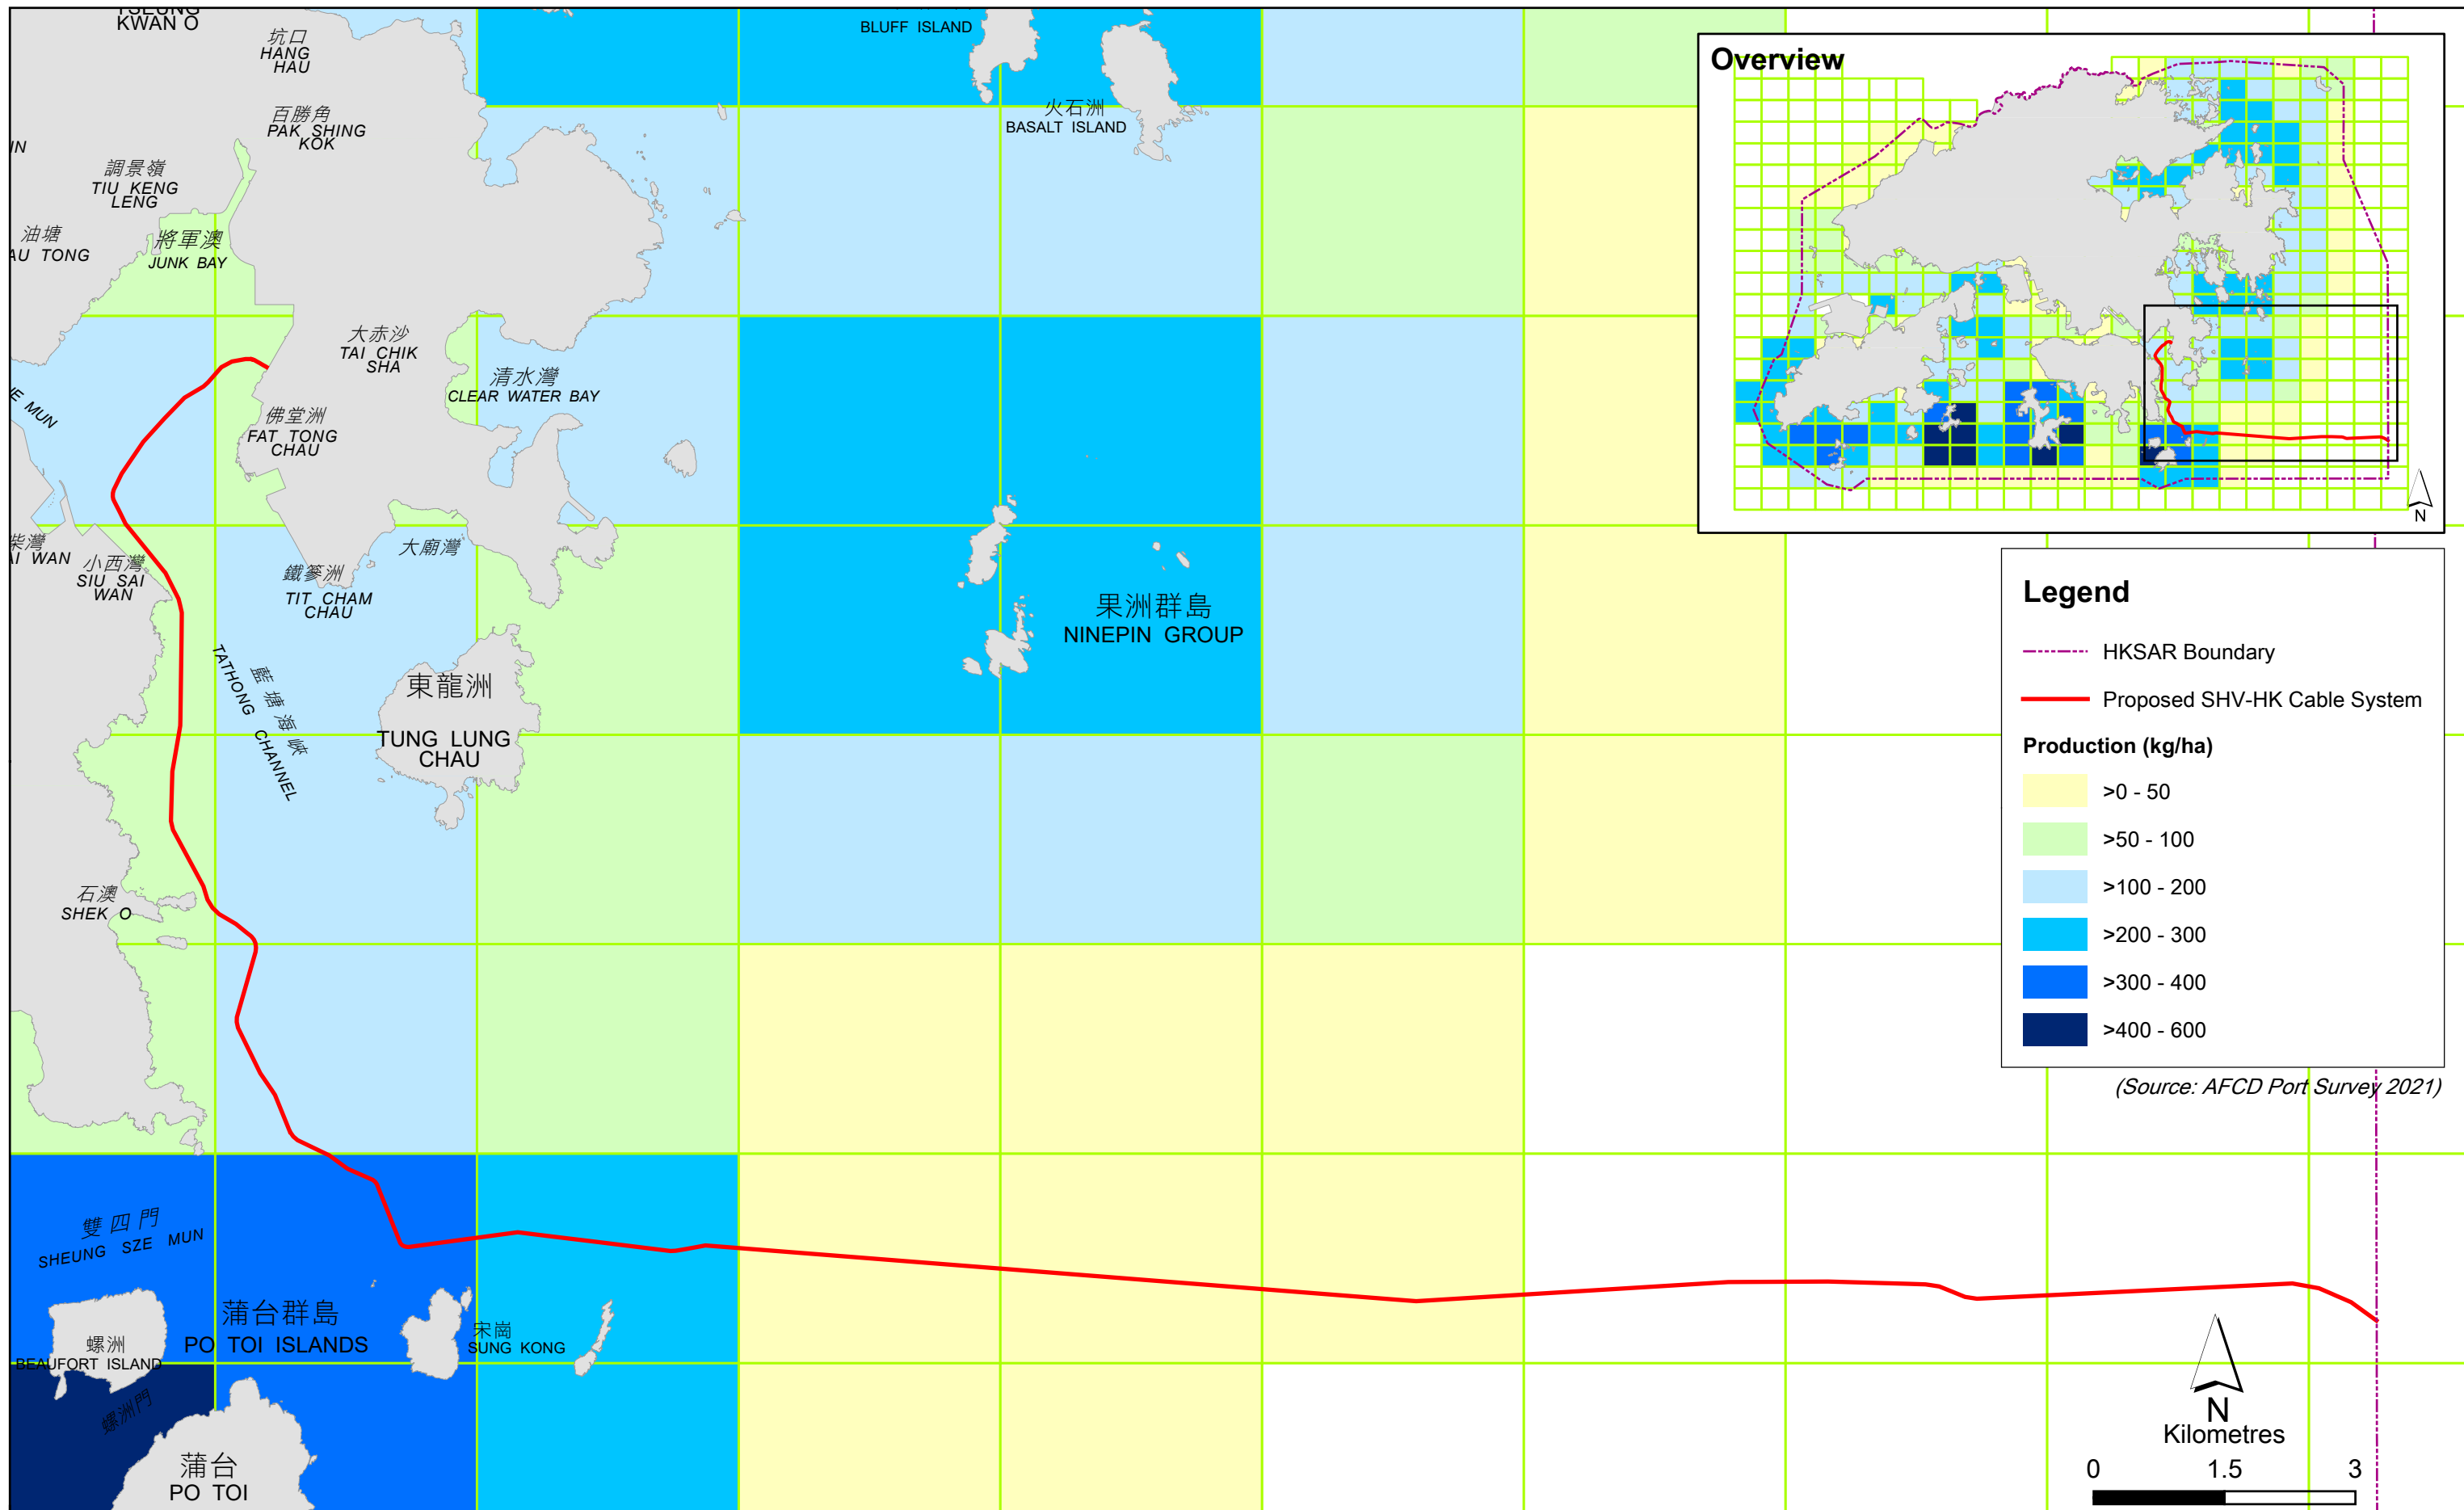 TSEUNG
KWAN O
坑口
HANG
HAU
百勝角
PAK SHING
KOK
IN
調景嶺
TIU KENG
LENG
油塘
AU TONG
將軍澳
JUNK BAY
BLUFF ISLAND
火石洲
BASALT ISLAND
大赤沙
TAI CHIK
SHA
清水灣
CLEAR WATER BAY
E MUN
佛堂洲
FAT TONG
CHAU
柴灣
AI WAN
小西灣
SIU SAI
WAN
鐵篸洲
TIT CHAM
CHAU
大廟灣
藍塘海峽
TATHONG CHANNEL
東龍洲
TUNG LUNG
CHAU
果洲群島
NINEPIN GROUP
石澳
SHEK O
雙四門
SHEUNG SZE MUN
蒲台群島
PO TOI ISLANDS
螺洲
BEAUFORT ISLAND
螺洲門
宋崗
SUNG KONG
蒲台
PO TOI
Overview
N
Legend
HKSAR Boundary
Proposed SHV-HK Cable System
Production (kg/ha)
>0 - 50
>50 - 100
>100 - 200
>200 - 300
>300 - 400
>400 - 600
(Source: AFCD Port Survey 2021)
N
Kilometres
0 1.5 3